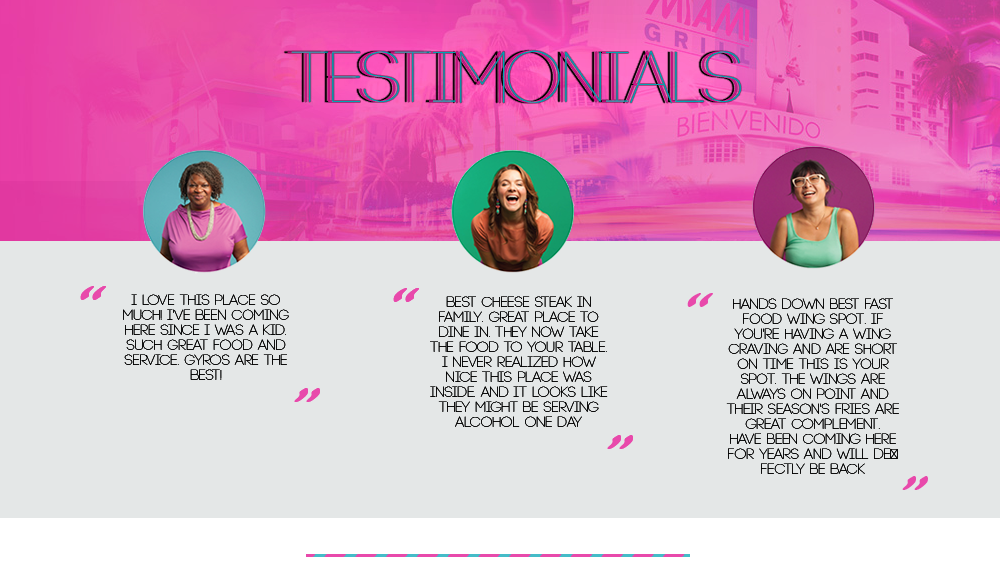 MIAMI
GRILL
TESTIMONIALS
BIENVENIDO
“
I LOVE THIS PLACE SO
MUCH! I'VE BEEN COMING
HERE SINCE I WAS A KID.
SUCH GREAT FOOD AND
SERVICE. GYROS ARE THE
BEST!
”
“
BEST CHEESE STEAK IN
FAMILY. GREAT PLACE TO
DINE IN. THEY NOW TAKE
THE FOOD TO YOUR TABLE.
I NEVER REALIZED HOW
NICE THIS PLACE WAS
INSIDE AND IT LOOKS LIKE
THEY MIGHT BE SERVING
ALCOHOL ONE DAY
”
“
HANDS DOWN BEST FAST
FOOD WING SPOT. IF
YOU'RE HAVING A WING
CRAVING AND ARE SHORT
ON TIME THIS IS YOUR
SPOT. THE WINGS ARE
ALWAYS ON POINT AND
THEIR SEASON'S FRIES ARE
GREAT COMPLEMENT.
HAVE BEEN COMING HERE
FOR YEARS AND WILL DE☒
FECTLY BE BACK
”